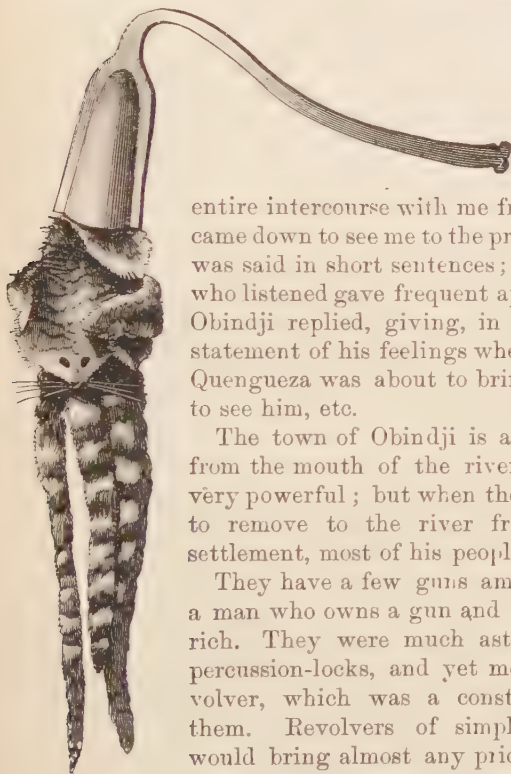 entire intercourse with me fr
came down to see me to the pr
was said in short sentences;
who listened gave frequent ap
Obindji replied, giving, in
statement of his feelings whe
Quengueza was about to brin
to see him, etc.
The town of Obindji is a
from the mouth of the river
very powerful; but when the
to remove to the river fr
settlement, most of his peopl
They have a few guns am
a man who owns a gun and
rich. They were much ast
percussion-locks, and yet mo
volver, which was a const
them. Revolvers of simpl
would bring almost any pric